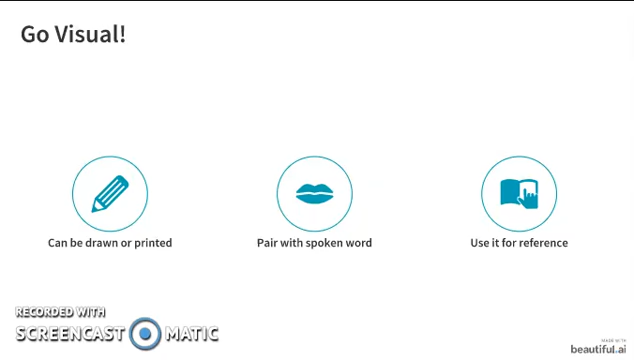 Go Visual!
Can be drawn or printed
Pair with spoken word
Use it for reference
RECORDED WITH
SCREENCAST MATIC
MADE WITH
beautiful.ai